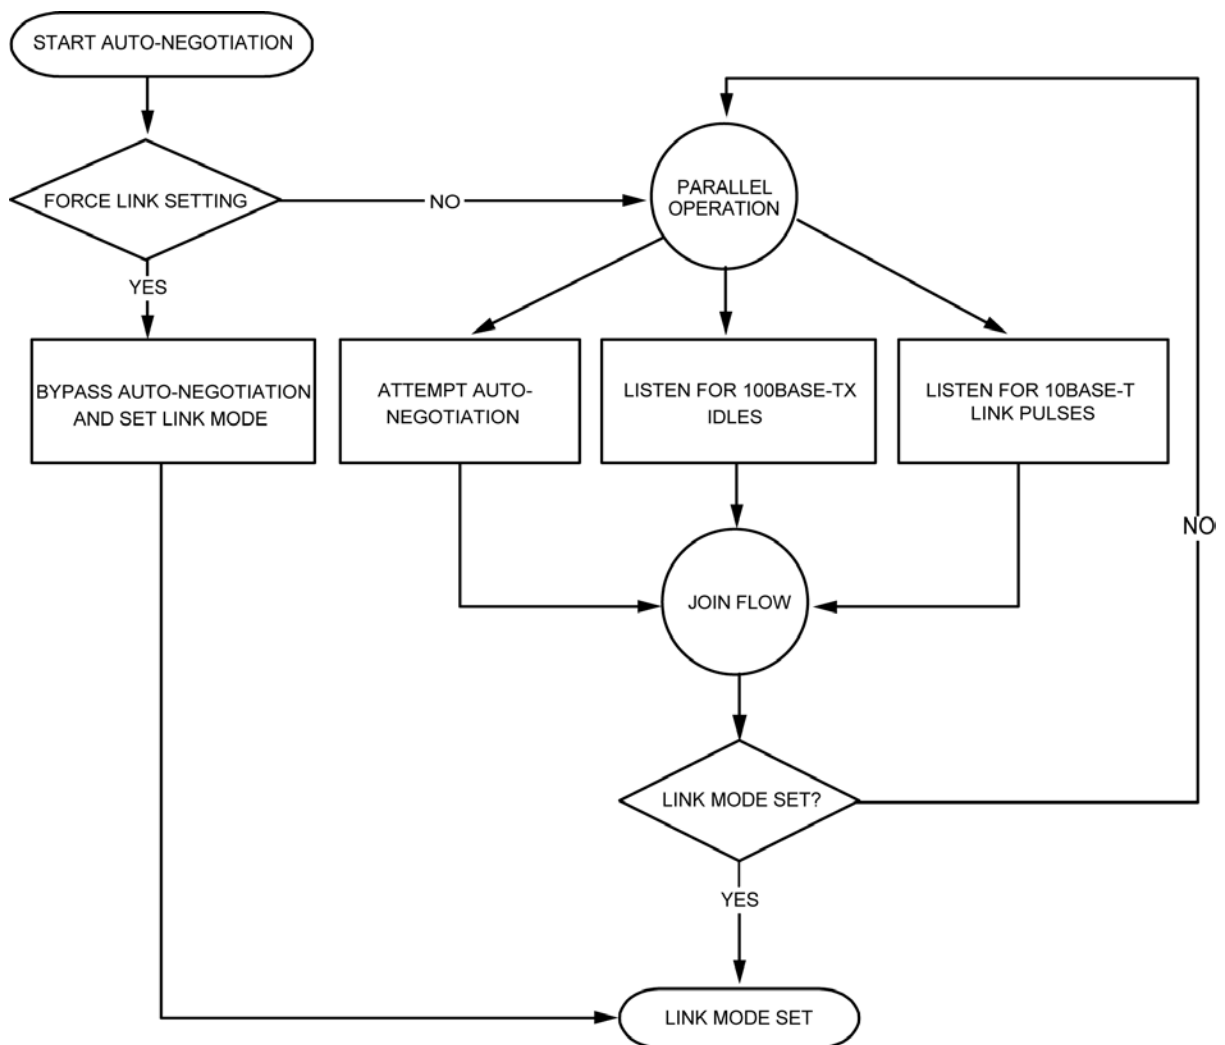 START AUTO-NEGOTIATION
FORCE LINK SETTING
NO
PARALLEL
OPERATION
YES
BYPASS AUTO-NEGOTIATION
AND SET LINK MODE
ATTEMPT AUTO-
NEGOTIATION
LISTEN FOR 100BASE-TX
IDLES
LISTEN FOR 10BASE-T
LINK PULSES
NO
JOIN FLOW
LINK MODE SET?
YES
LINK MODE SET